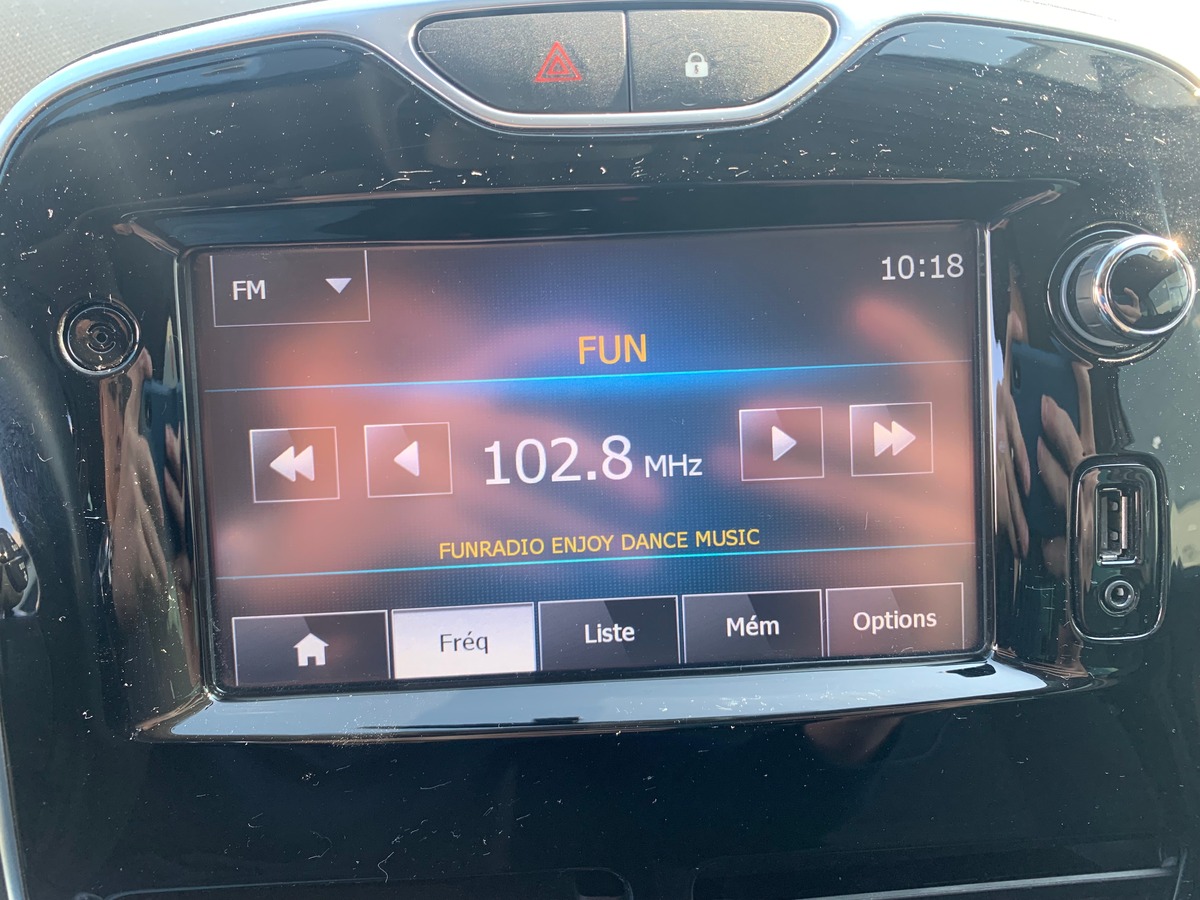 FM
10:18
FUN
102.8 MHz
FUNRADIO ENJOY DANCE MUSIC
Fréq Liste Mém Options